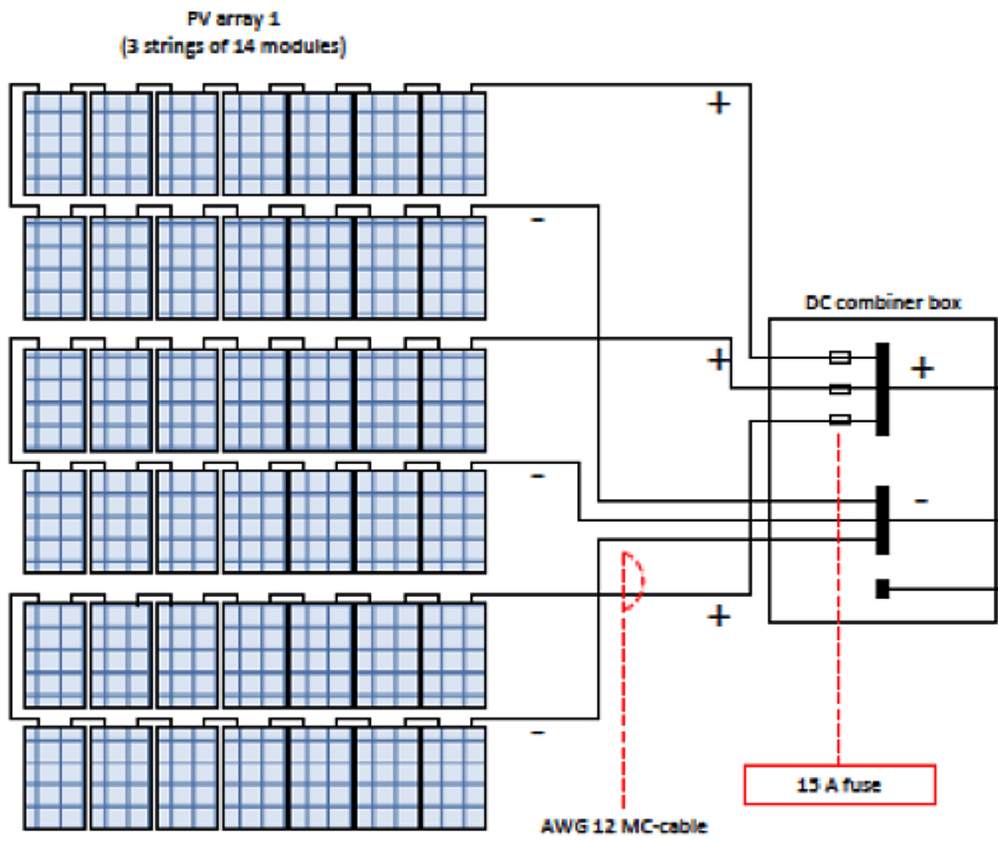 PV array 1
(3 strings of 14 modules)
+
-
DC combiner box
+
+
-
-
+
-
15 A fuse
AWG 12 MC-cable